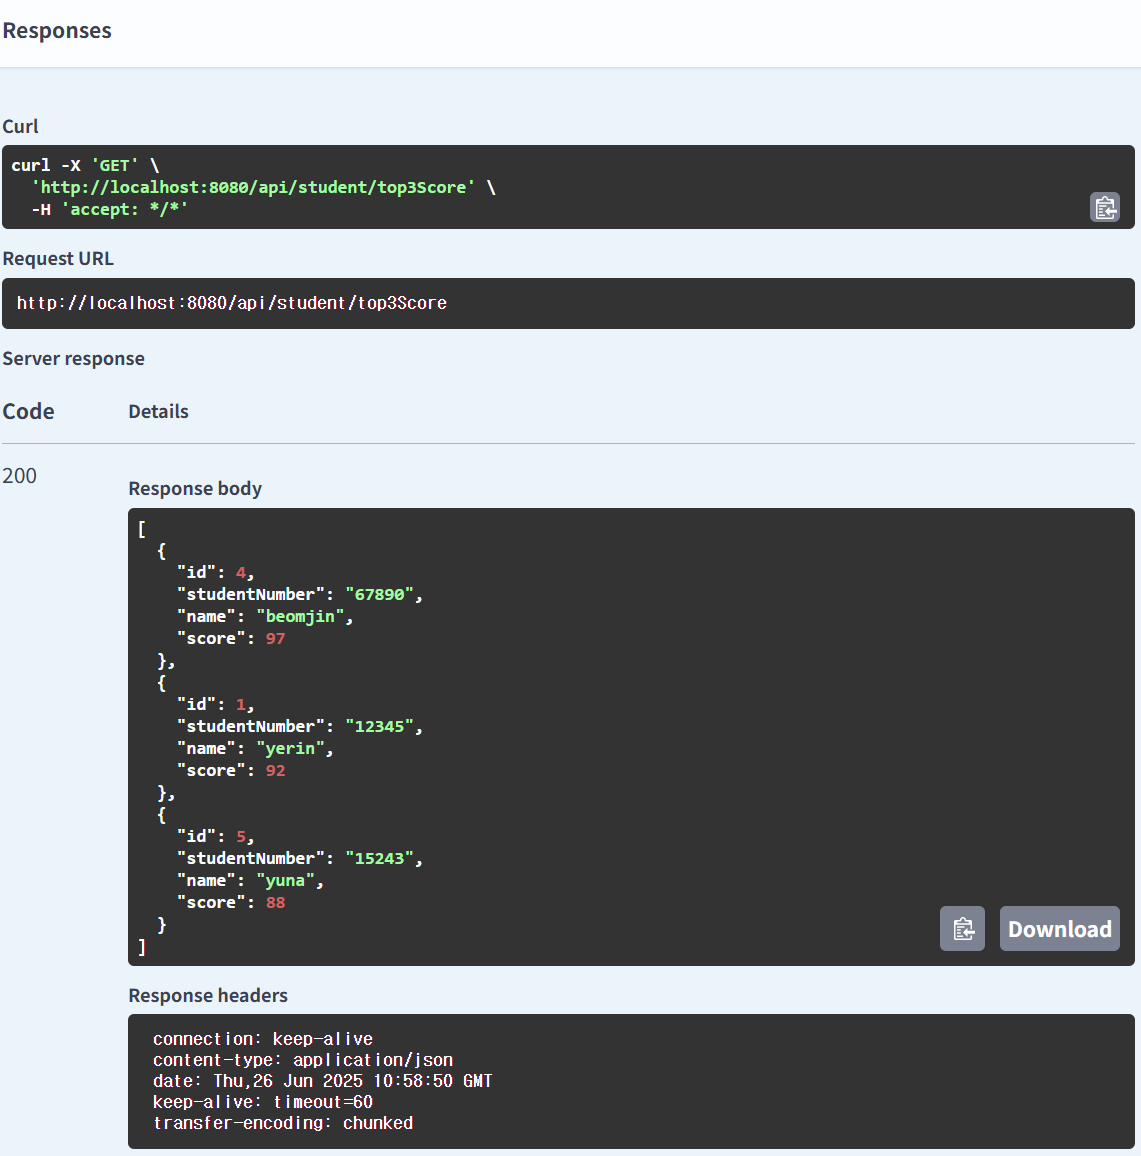 Responses
Curl
curl -X 'GET' \
  'http://localhost:8080/api/student/top3Score' \
  -H 'accept: */*'
Request URL
http://localhost:8080/api/student/top3Score
Server response
Code Details
200
Response body
[
  {
    "id": 4,
    "studentNumber": "67890",
    "name": "beomjin",
    "score": 97
  },
  {
    "id": 1,
    "studentNumber": "12345",
    "name": "yerin",
    "score": 92
  },
  {
    "id": 5,
    "studentNumber": "15243",
    "name": "yuna",
    "score": 88
  }
]
Download
Response headers
connection: keep-alive
content-type: application/json
date: Thu,26 Jun 2025 10:58:50 GMT
keep-alive: timeout=60
transfer-encoding: chunked